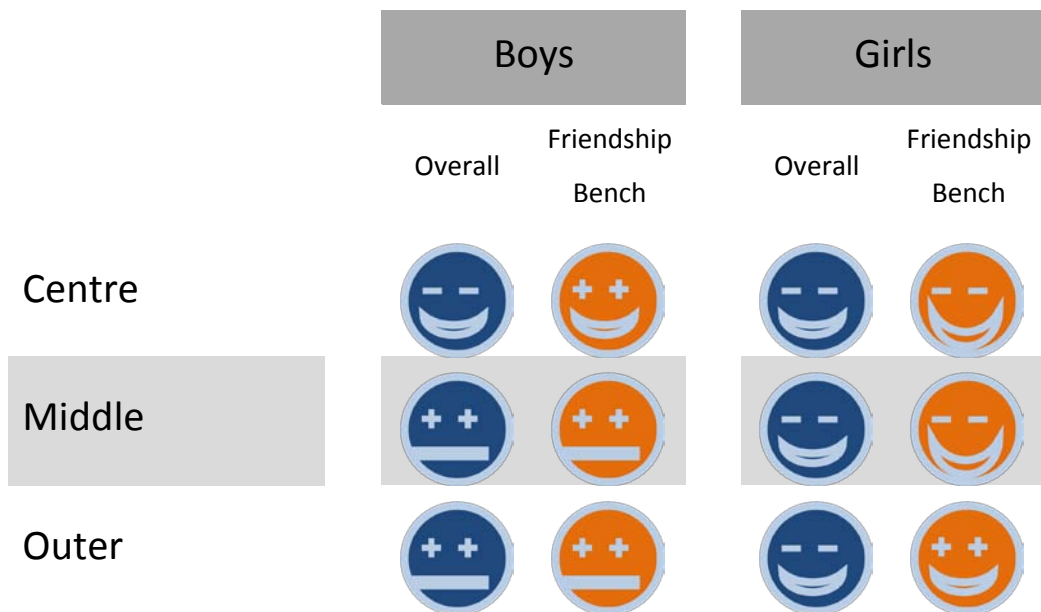 Boys Girls
Overall Friendship Bench Overall Friendship Bench
Centre
Middle
Outer